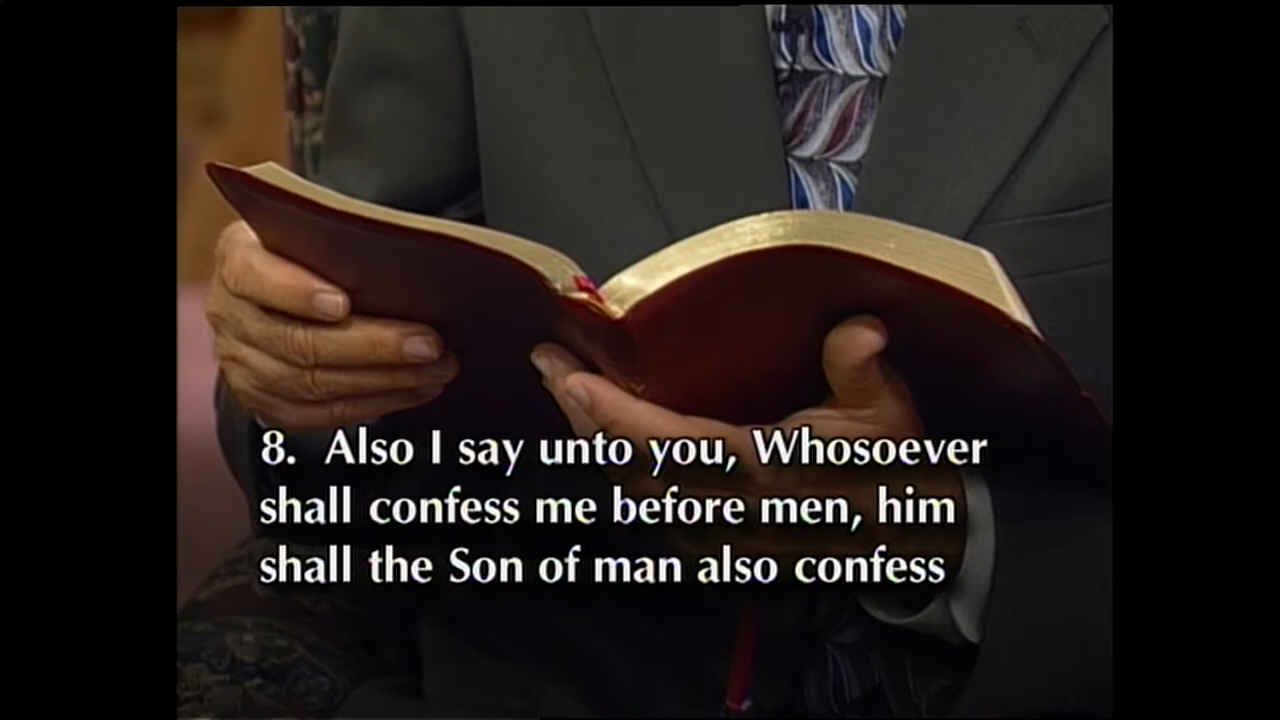 8.  Also I say unto you, Whosoever
shall confess me before men, him
shall the Son of man also confess